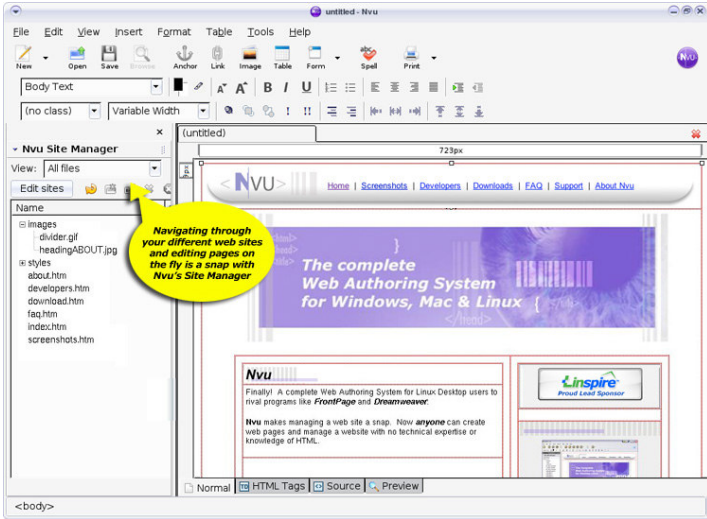 untitled - Nvu
File Edit View Insert Format Table Tools Help
New Open Save Browse Anchor Link Image Table Form Spell Print
Nvu
Body Text
A A B I U
(no class) Variable Width
(untitled)
723px
Nvu Site Manager
View: All files
Edit sites
Name
images
divider.gif
headingABOUT.jpg
styles
about.htm
developers.htm
download.htm
faq.htm
index.htm
screenshots.htm
Navigating through
your different web sites
and editing pages on
the fly is a snap with
Nvu's Site Manager
<NVU>
Home | Screenshots | Developers | Downloads | FAQ | Support | About Nvu
The complete
Web Authoring System
for Windows, Mac & Linux {
Nvu
Finally! A complete Web Authoring System for Linux Desktop users to
rival programs like FrontPage and Dreamweaver.
Nvu makes managing a web site a snap. Now anyone can create
web pages and manage a website with no technical expertise or
knowledge of HTML.
Linspire
Proud Lead Sponsor
Normal HTML Tags Source Preview
<body>